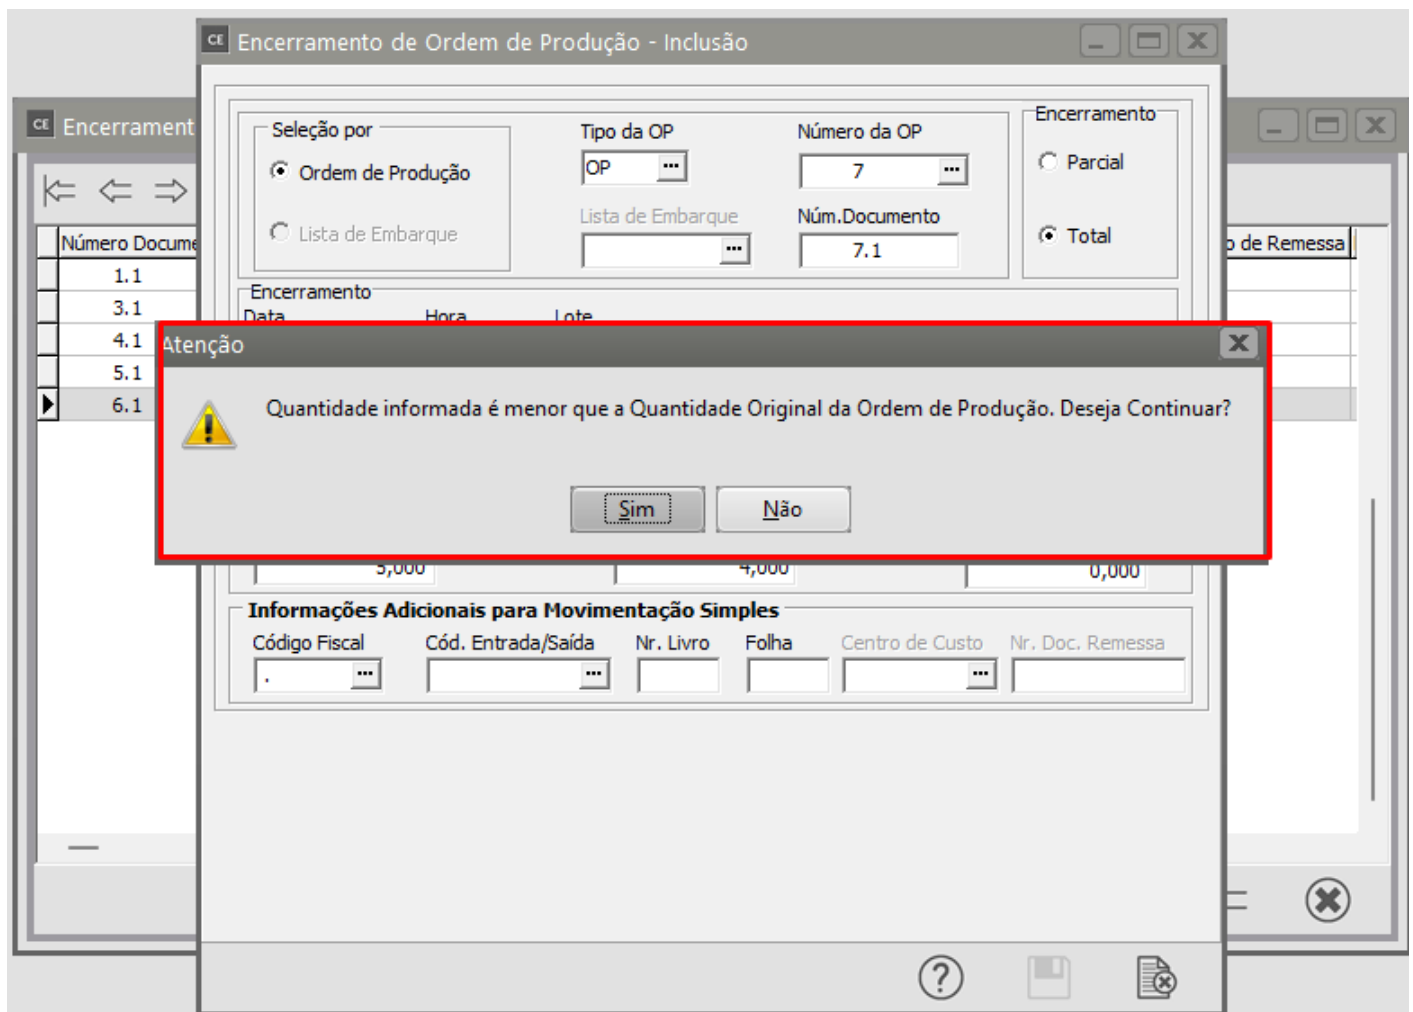 CE Encerramento de Ordem de Produção - Inclusão
CE Encerrament
Seleção por
Ordem de Produção
Lista de Embarque
Tipo da OP
OP ...
Número da OP
7 ...
Lista de Embarque
...
Núm.Documento
7.1
Encerramento
Parcial
Total
Número Docume
o de Remessa
1.1
3.1
4.1
5.1
6.1
Encerramento
Data Hora Lote
Atenção
Quantidade informada é menor que a Quantidade Original da Ordem de Produção. Deseja Continuar?
Sim Não
5,000 4,000 0,000
Informações Adicionais para Movimentação Simples
Código Fiscal Cód. Entrada/Saída Nr. Livro Folha Centro de Custo Nr. Doc. Remessa
. ... ... ...